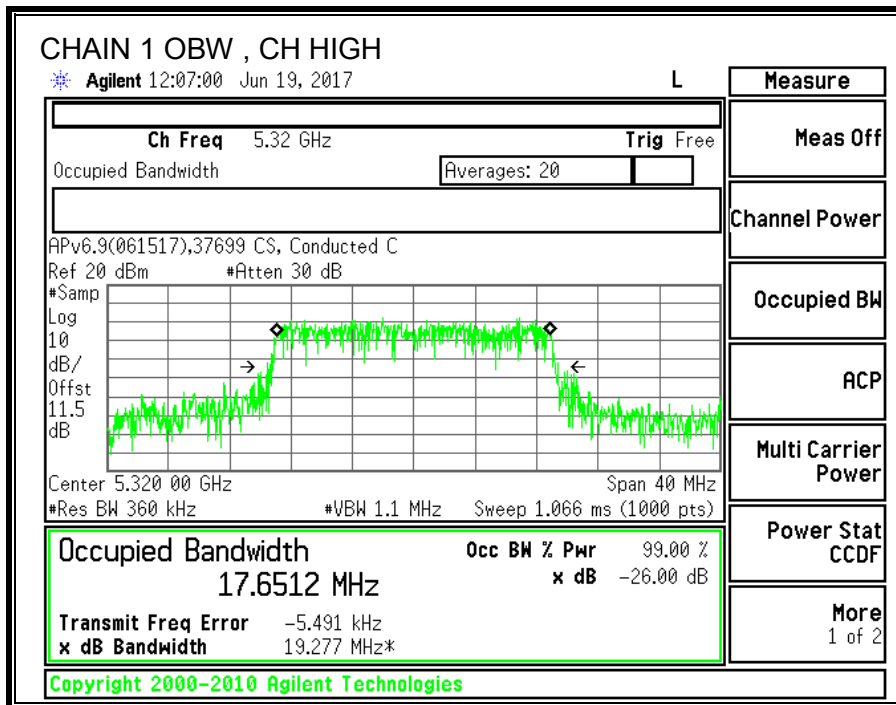 CHAIN 1 OBW , CH HIGH
Agilent 12:07:00 Jun 19, 2017 L
Measure
Ch Freq 5.32 GHz Trig Free
Occupied Bandwidth Averages: 20
APv6.9(061517),37699 CS, Conducted C
Ref 20 dBm #Atten 30 dB
#Samp
Log
10
dB/
Offst
11.5
dB
Center 5.320 00 GHz Span 40 MHz
#Res BW 360 kHz #VBW 1.1 MHz Sweep 1.066 ms (1000 pts)
Occupied Bandwidth Occ BW % Pwr 99.00 %
17.6512 MHz x dB -26.00 dB
Transmit Freq Error -5.491 kHz
x dB Bandwidth 19.277 MHz*
Copyright 2000-2010 Agilent Technologies
Meas Off
Channel Power
Occupied BW
ACP
Multi Carrier
Power
Power Stat
CCDF
More
1 of 2